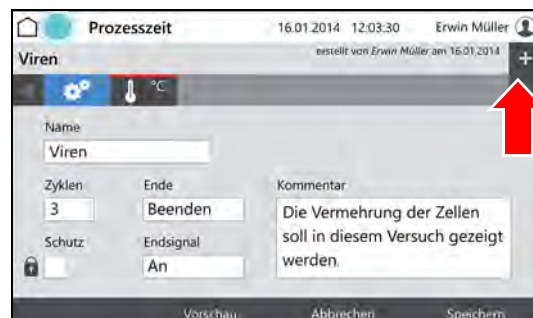 Prozesszeit 16.01.2014 12:03:30 Erwin Müller
Viren erstellt von Erwin Müller am 16.01.2014
+
°C
Name
Viren
Zyklen Ende Kommentar
3 Beenden Die Vermehrung der Zellen
soll in diesem Versuch gezeigt
werden.
Schutz Endsignal
An
Vorschau Abbrechen Speichern